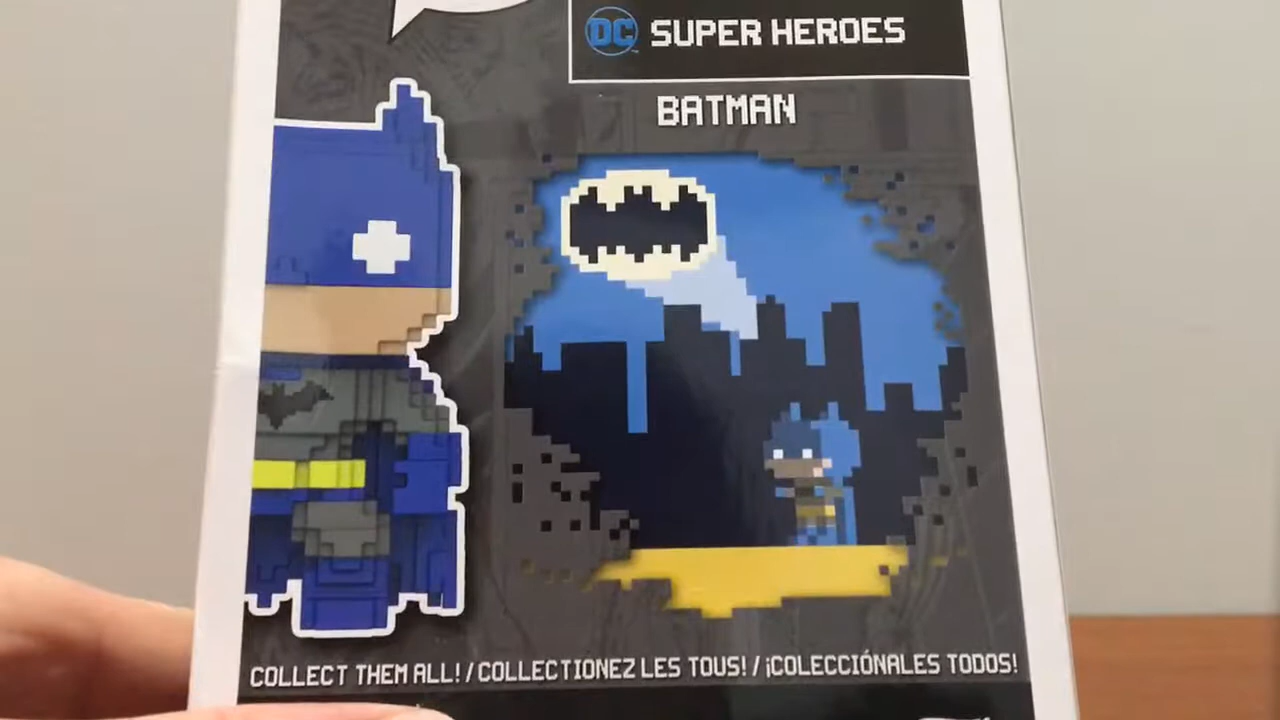 DC SUPER HEROES
BATMAN
COLLECT THEM ALL! / COLLECTIONEZ LES TOUS! / ¡COLECCIÓNALES TODOS!